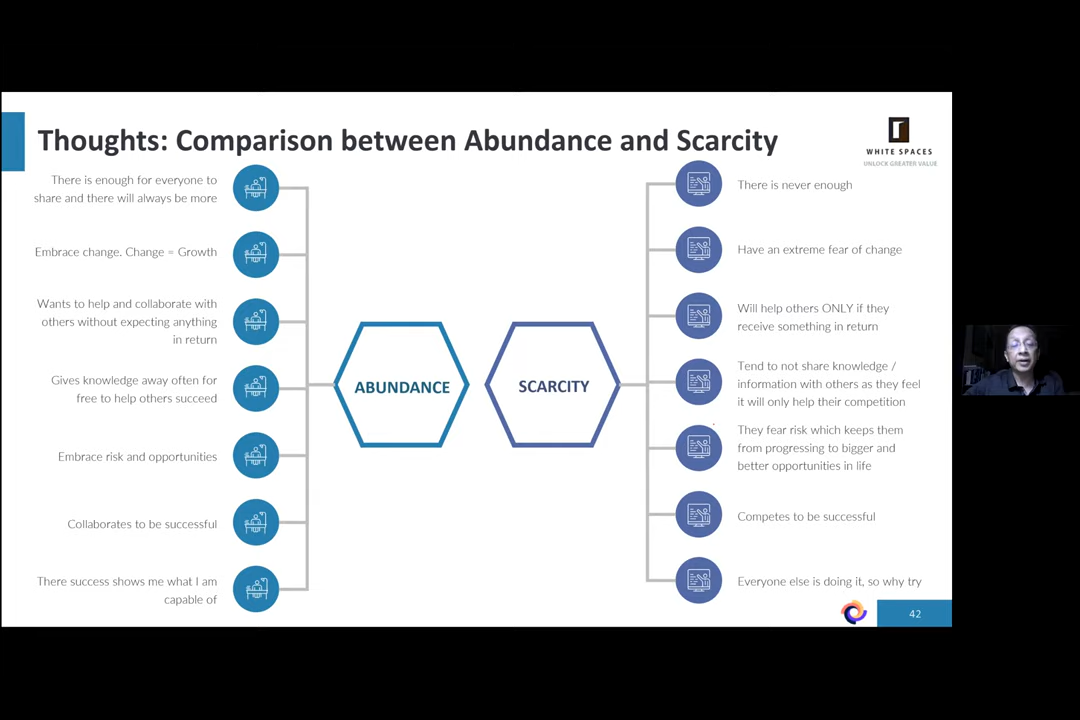 Thoughts: Comparison between Abundance and Scarcity
WHITE SPACES
UNLOCK GREATER VALUE
There is enough for everyone to
share and there will always be more
Embrace change. Change = Growth
Wants to help and collaborate with
others without expecting anything
in return
Gives knowledge away often for
free to help others succeed
Embrace risk and opportunities
Collaborates to be successful
There success shows me what I am
capable of
ABUNDANCE
SCARCITY
There is never enough
Have an extreme fear of change
Will help others ONLY if they
receive something in return
Tend to not share knowledge /
information with others as they feel
it will only help their competition
They fear risk which keeps them
from progressing to bigger and
better opportunities in life
Competes to be successful
Everyone else is doing it, so why try
42